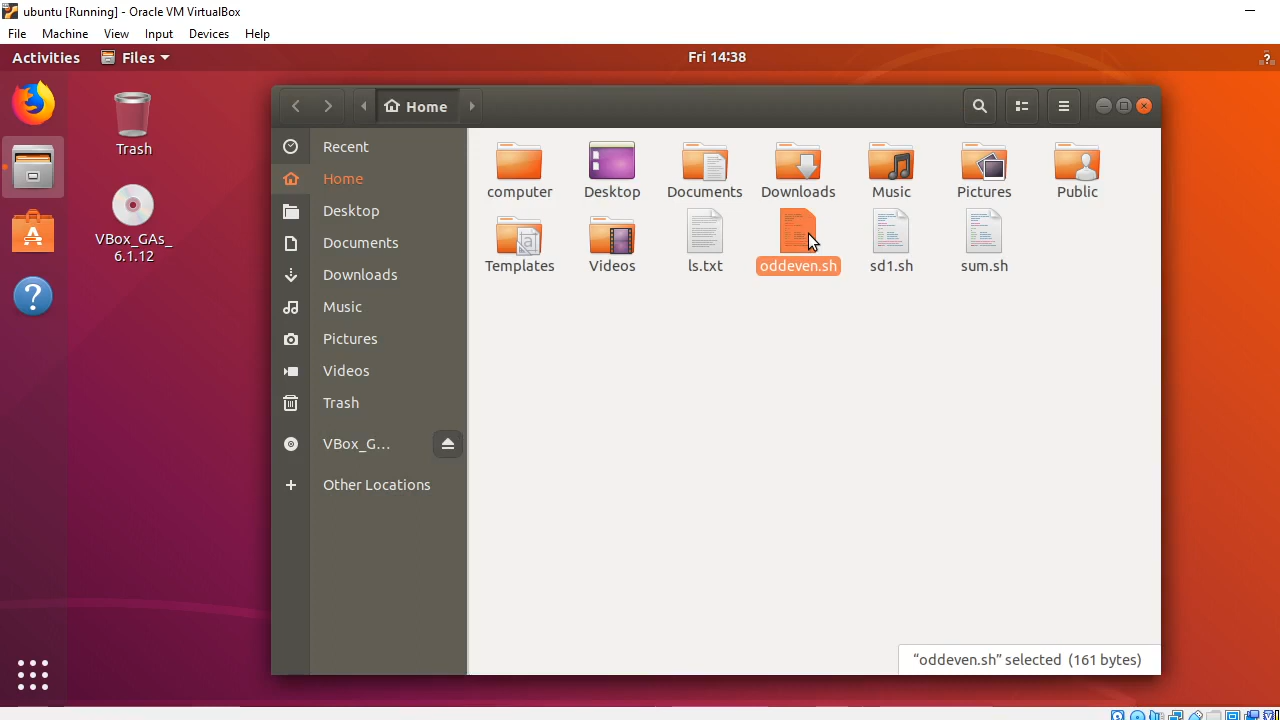 ubuntu [Running] - Oracle VM VirtualBox
File Machine View Input Devices Help
Activities Files Fri 14:38
Home
Trash
VBox_GAs_
6.1.12
Recent
Home
Desktop
Documents
Downloads
Music
Pictures
Videos
Trash
VBox_G...
Other Locations
computer Desktop Documents Downloads Music Pictures Public
Templates Videos ls.txt oddeven.sh sd1.sh sum.sh
“oddeven.sh” selected (161 bytes)